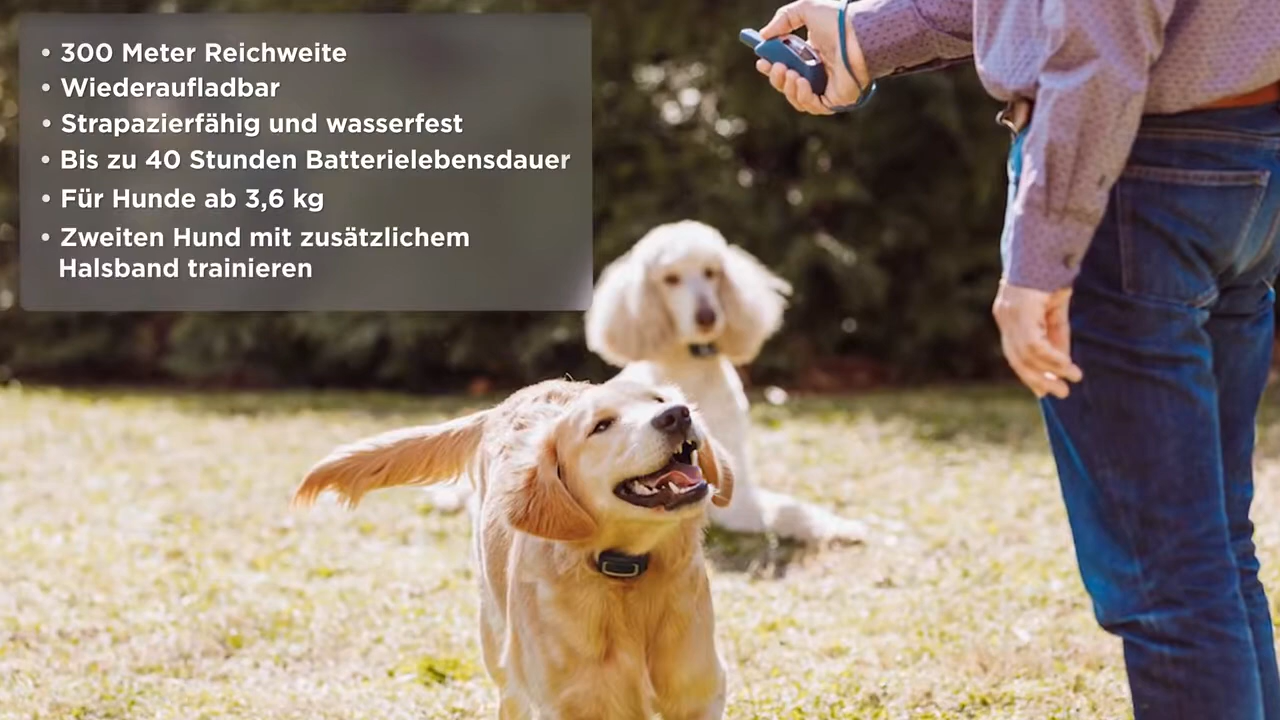 • 300 Meter Reichweite
• Wiederaufladbar
• Strapazierfähig und wasserfest
• Bis zu 40 Stunden Batterielebensdauer
• Für Hunde ab 3,6 kg
• Zweiten Hund mit zusätzlichem
Halsband trainieren